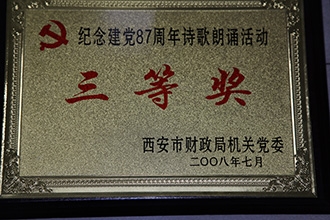 纪念建党87周年诗歌朗诵活动
三等奖
西安市财政局机关党委
二〇〇八年七月